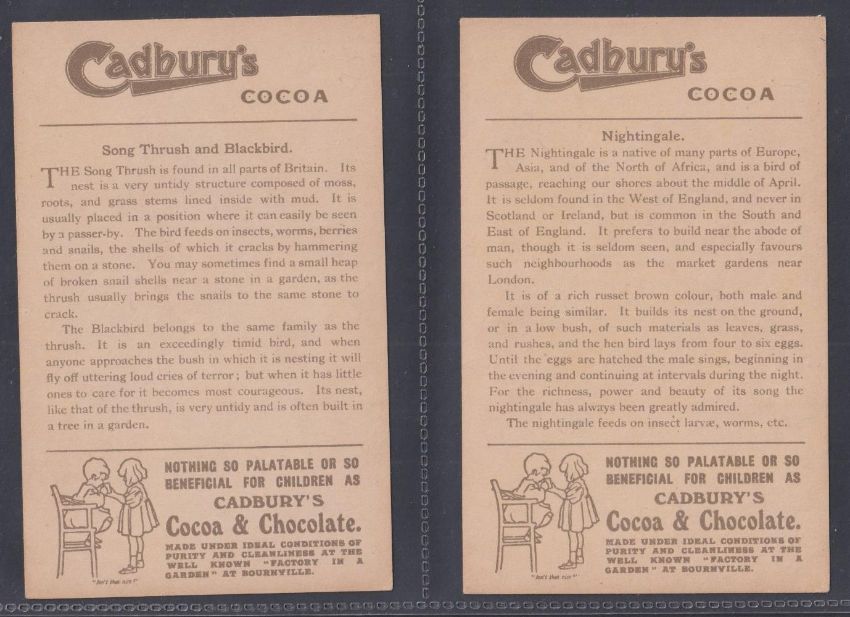 Cadbury's
COCOA
Song Thrush and Blackbird.
THE Song Thrush is found in all parts of Britain. Its
nest is a very untidy structure composed of moss,
roots, and grass stems lined inside with mud. It is
usually placed in a position where it can easily be seen
by a passer-by. The bird feeds on insects, worms, berries
and snails, the shells of which it cracks by hammering
them on a stone. You may sometimes find a small heap
of broken snail shells near a stone in a garden, as the
thrush usually brings the snails to the same stone to
crack.
The Blackbird belongs to the same family as the
thrush. It is an exceedingly timid bird, and when
anyone approaches the bush in which it is nesting it will
fly off uttering loud cries of terror; but when it has little
ones to care for it becomes most courageous. Its nest,
like that of the thrush, is very untidy and is often built in
a tree in a garden.
NOTHING SO PALATABLE OR SO
BENEFICIAL FOR CHILDREN AS
CADBURY'S
Cocoa & Chocolate.
MADE UNDER IDEAL CONDITIONS OF
PURITY AND CLEANLINESS AT THE
WELL KNOWN "FACTORY IN A
GARDEN" AT BOURNVILLE.
"Isn't that nice?"
Cadbury's
COCOA
Nightingale.
THE Nightingale is a native of many parts of Europe,
Asia, and of the North of Africa, and is a bird of
passage, reaching our shores about the middle of April.
It is seldom found in the West of England, and never in
Scotland or Ireland, but is common in the South and
East of England. It prefers to build near the abode of
man, though it is seldom seen, and especially favours
such neighbourhoods as the market gardens near
London.
It is of a rich russet brown colour, both male and
female being similar. It builds its nest on the ground,
or in a low bush, of such materials as leaves, grass,
and rushes, and the hen bird lays from four to six eggs.
Until the eggs are hatched the male sings, beginning in
the evening and continuing at intervals during the night.
For the richness, power and beauty of its song the
nightingale has always been greatly admired.
The nightingale feeds on insect larvæ, worms, etc.
NOTHING SO PALATABLE OR SO
BENEFICIAL FOR CHILDREN AS
CADBURY'S
Cocoa & Chocolate.
MADE UNDER IDEAL CONDITIONS OF
PURITY AND CLEANLINESS AT THE
WELL KNOWN "FACTORY IN A
GARDEN" AT BOURNVILLE.
"Isn't that nice?"